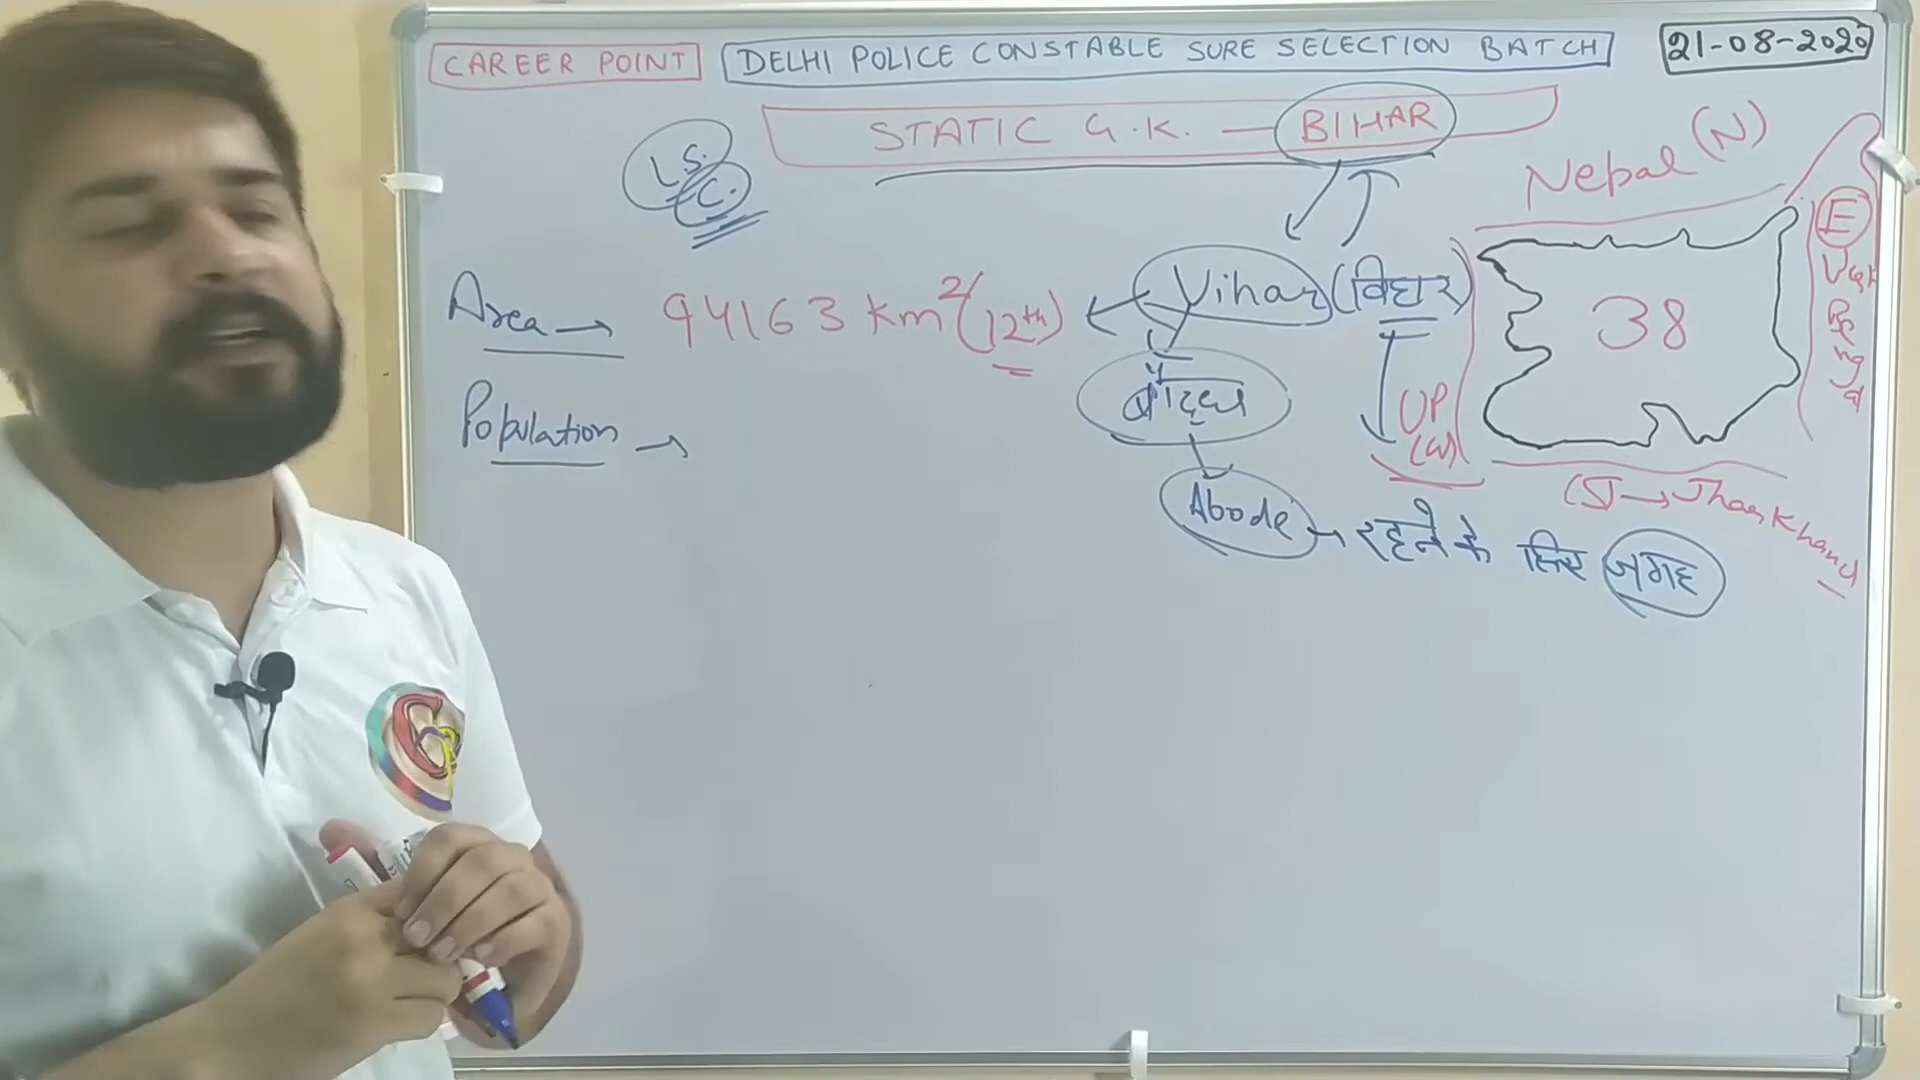 CAREER POINT
DELHI POLICE CONSTABLE SURE SELECTION BATCH
21-08-2020
STATIC G.K. — BIHAR
L.S.
C.
Nepal (N)
E
Area → 94163 km²(12th)
Vihar (विहार)
38
UP
(W)
Population →
बौद्ध
Abode → रहने के लिए जगह
(S) → Jharkhand